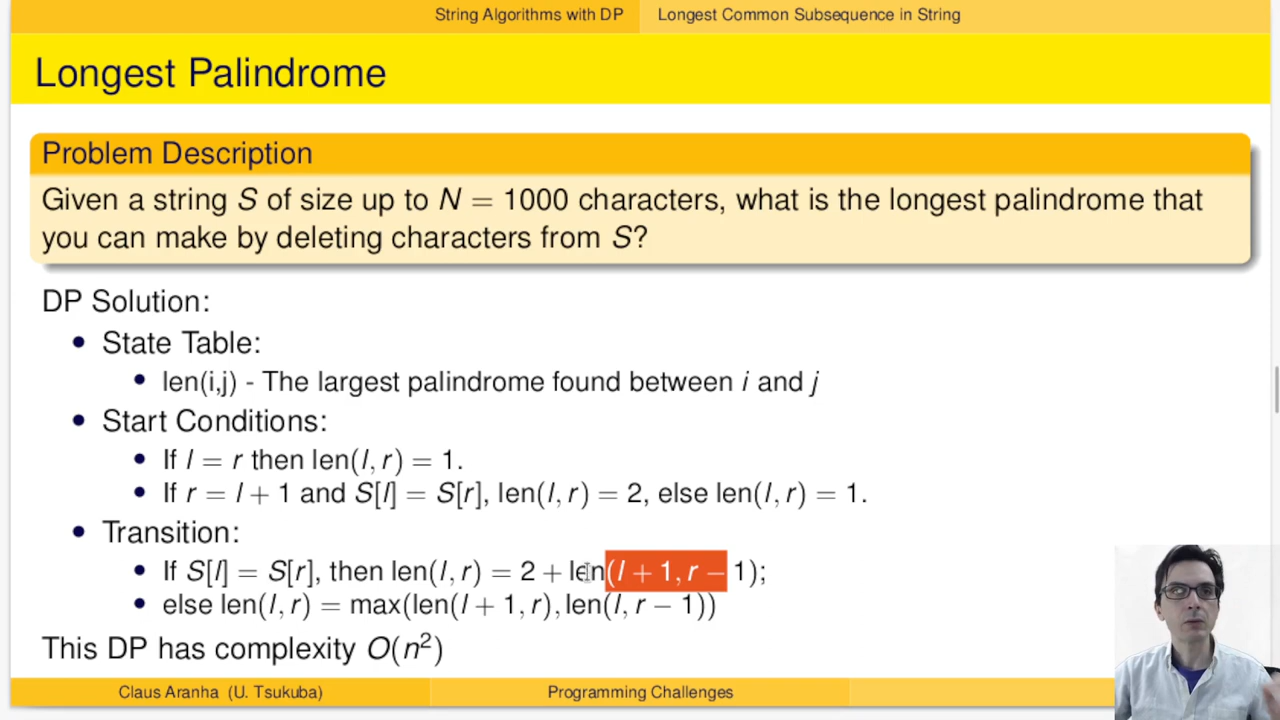 String Algorithms with DP Longest Common Subsequence in String
Longest Palindrome
Problem Description
Given a string S of size up to N = 1000 characters, what is the longest palindrome that
you can make by deleting characters from S?
DP Solution:
• State Table:
• len(i,j) - The largest palindrome found between i and j
• Start Conditions:
• If l = r then len(l, r) = 1.
• If r = l + 1 and S[l] = S[r], len(l, r) = 2, else len(l, r) = 1.
• Transition:
• If S[l] = S[r], then len(l, r) = 2 + len(l + 1, r − 1);
• else len(l, r) = max(len(l + 1, r), len(l, r − 1))
This DP has complexity O(n²)
Claus Aranha (U. Tsukuba) Programming Challenges